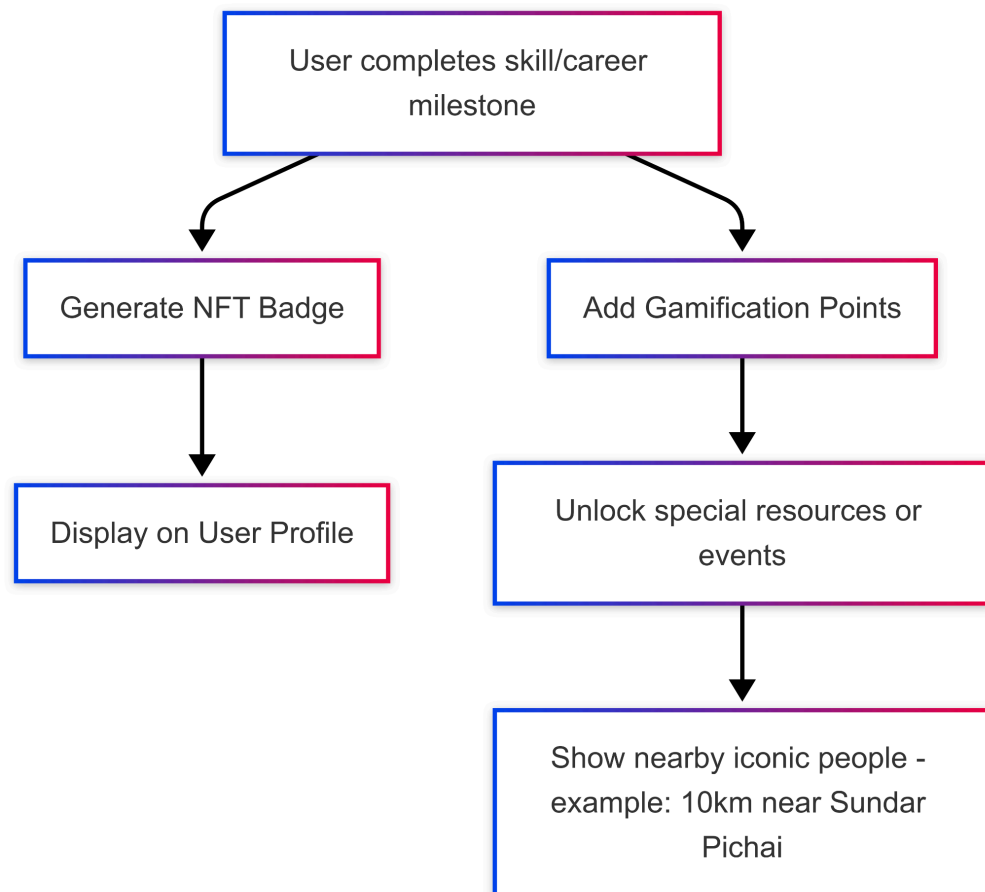 User completes skill/career
milestone
Generate NFT Badge
Add Gamification Points
Display on User Profile
Unlock special resources or
events
Show nearby iconic people -
example: 10km near Sundar
Pichai